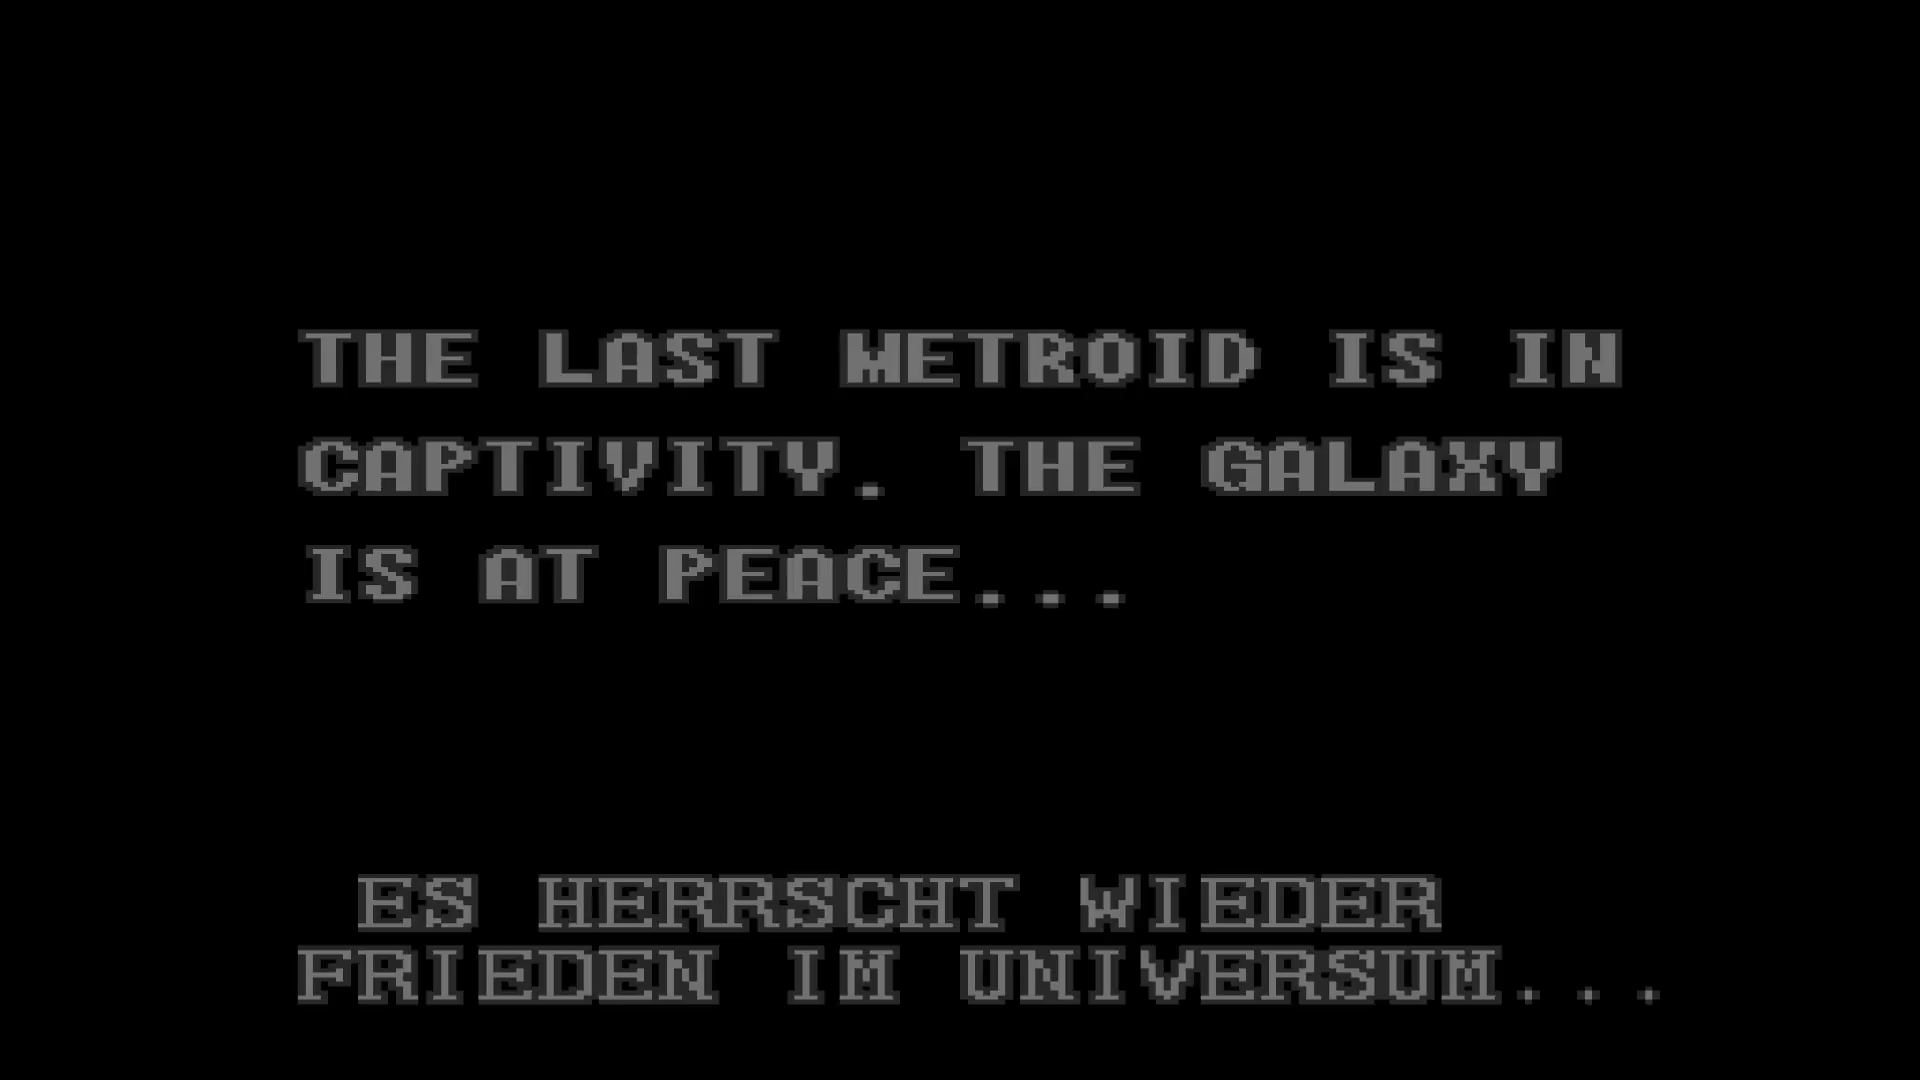 THE LAST METROID IS IN
CAPTIVITY. THE GALAXY
IS AT PEACE...
ES HERRSCHT WIEDER
FRIEDEN IM UNIVERSUM...